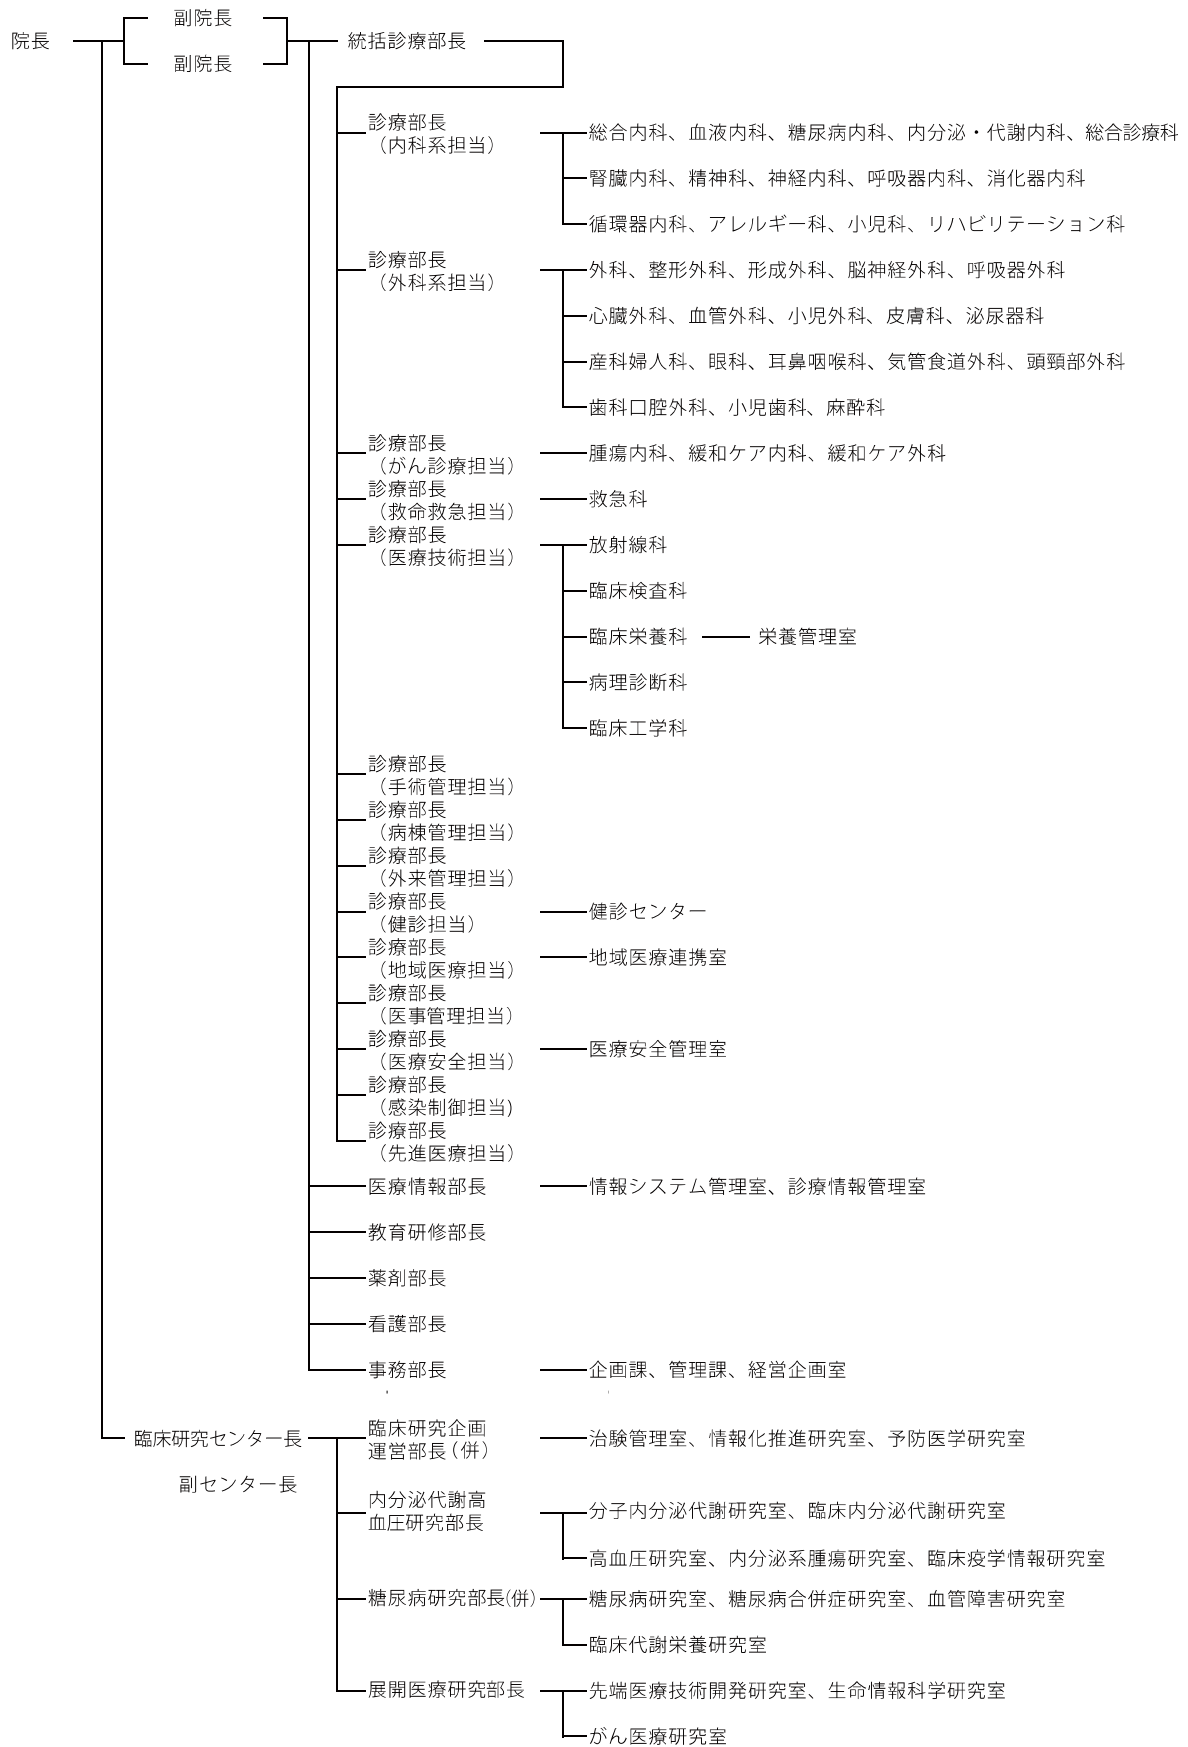 副院長
院長
統括診療部長
副院長
診療部長
（内科系担当）
総合内科、血液内科、糖尿病内科、内分泌・代謝内科、総合診療科
腎臓内科、精神科、神経内科、呼吸器内科、消化器内科
循環器内科、アレルギー科、小児科、リハビリテーション科
診療部長
（外科系担当）
外科、整形外科、形成外科、脳神経外科、呼吸器外科
心臓外科、血管外科、小児外科、皮膚科、泌尿器科
産科婦人科、眼科、耳鼻咽喉科、気管食道外科、頭頸部外科
歯科口腔外科、小児歯科、麻酔科
診療部長
（がん診療担当）
腫瘍内科、緩和ケア内科、緩和ケア外科
診療部長
（救命救急担当）
救急科
診療部長
（医療技術担当）
放射線科
臨床検査科
臨床栄養科
栄養管理室
病理診断科
臨床工学科
診療部長
（手術管理担当）
診療部長
（病棟管理担当）
診療部長
（外来管理担当）
診療部長
（健診担当）
健診センター
診療部長
（地域医療担当）
地域医療連携室
診療部長
（医事管理担当）
診療部長
（医療安全担当）
医療安全管理室
診療部長
（感染制御担当)
診療部長
（先進医療担当）
医療情報部長
情報システム管理室、診療情報管理室
教育研修部長
薬剤部長
看護部長
事務部長
企画課、管理課、経営企画室
臨床研究センター長
臨床研究企画
運営部長（併）
治験管理室、情報化推進研究室、予防医学研究室
副センター長
内分泌代謝高
血圧研究部長
分子内分泌代謝研究室、臨床内分泌代謝研究室
高血圧研究室、内分泌系腫瘍研究室、臨床疫学情報研究室
糖尿病研究部長（併）
糖尿病研究室、糖尿病合併症研究室、血管障害研究室
臨床代謝栄養研究室
展開医療研究部長
先端医療技術開発研究室、生命情報科学研究室
がん医療研究室